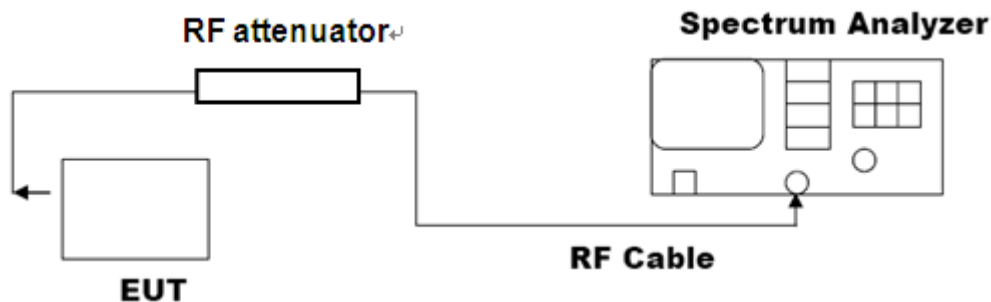 RF attenuator↵
Spectrum Analyzer
RF Cable
EUT